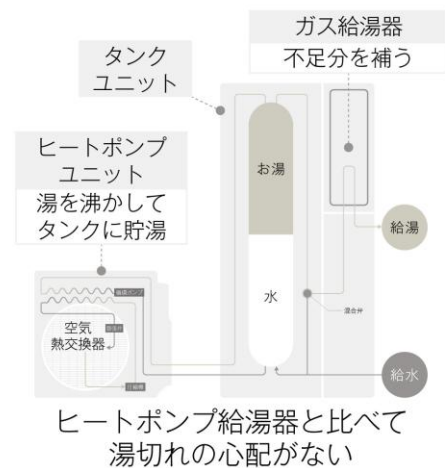 ガス給湯器
不足分を補う
タンク
ユニット
ヒートポンプ
ユニット
湯を沸かして
タンクに貯湯
お湯
給湯
水
空気
熱交換器
混合弁
給水
ヒートポンプ給湯器と比べて
湯切れの心配がない